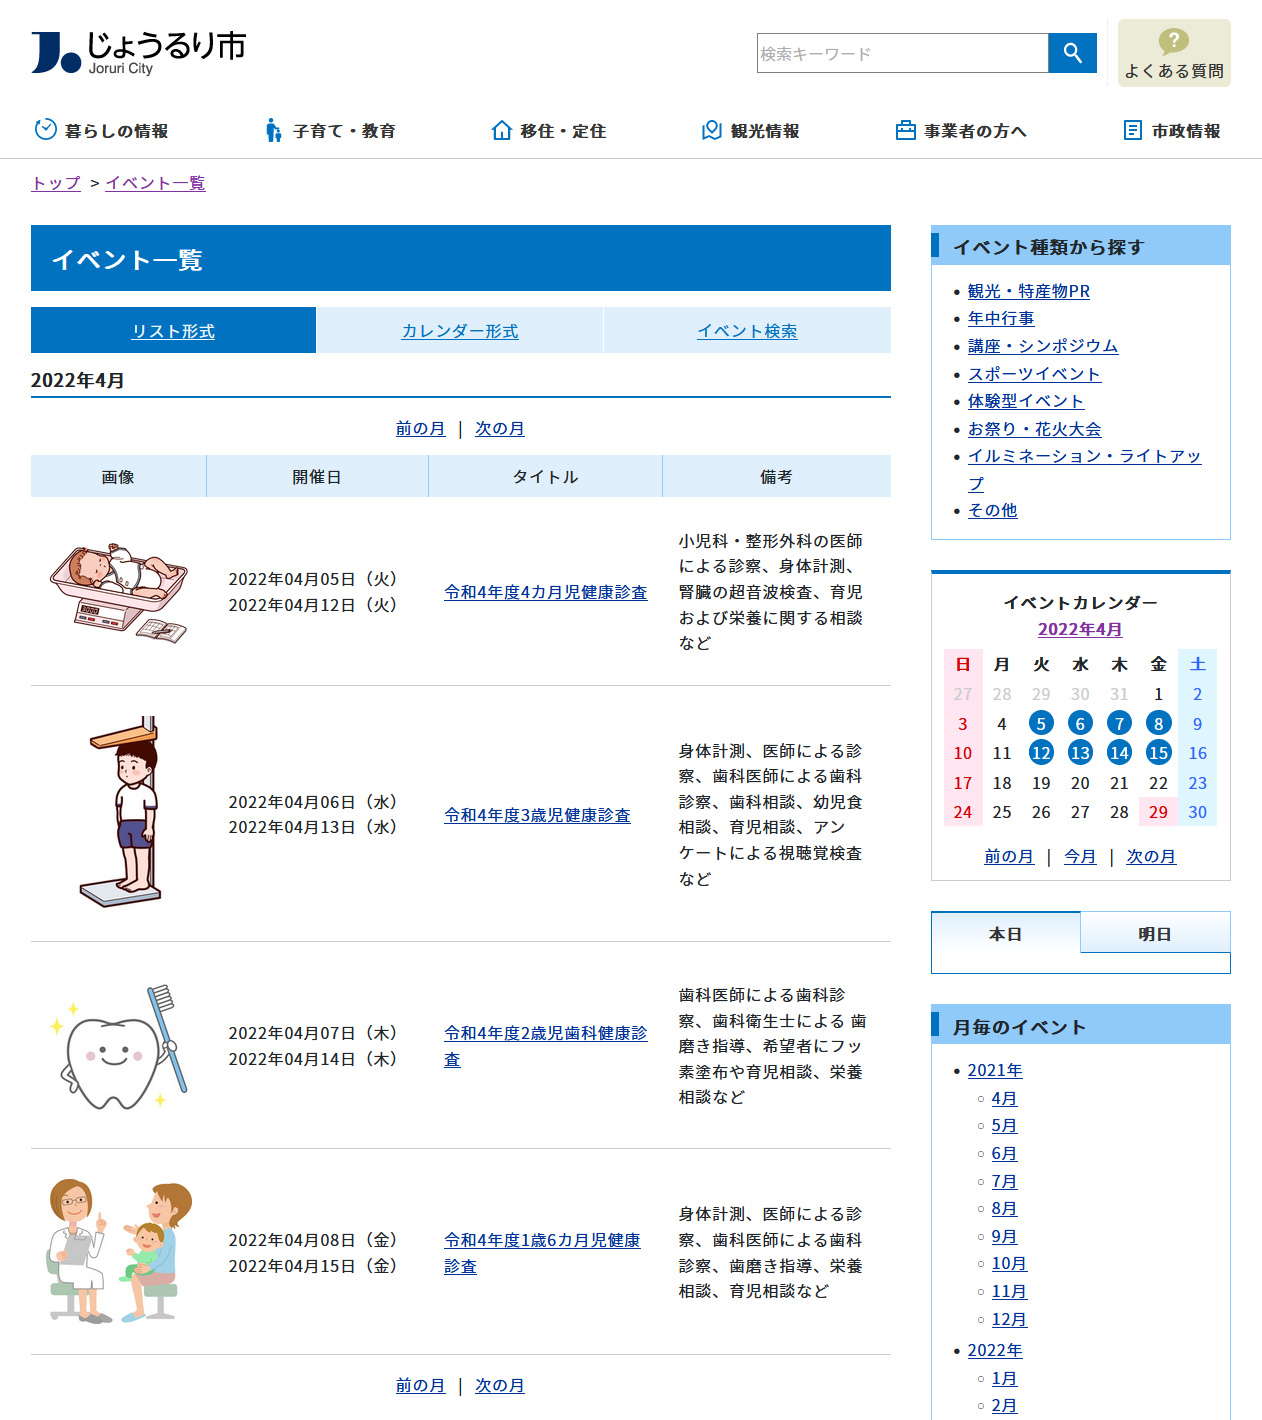 じょうるり市
Joruri City
検索キーワード
?
よくある質問
暮らしの情報
子育て・教育
移住・定住
観光情報
事業者の方へ
市政情報
トップ > イベント一覧
イベント一覧
リスト形式 カレンダー形式 イベント検索
2022年4月
前の月 | 次の月
画像 開催日 タイトル 備考
2022年04月05日（火）
2022年04月12日（火）
令和4年度4カ月児健康診査
小児科・整形外科の医師
による診察、身体計測、
腎臓の超音波検査、育児
および栄養に関する相談
など
2022年04月06日（水）
2022年04月13日（水）
令和4年度3歳児健康診査
身体計測、医師による診
察、歯科医師による歯科
診察、歯科相談、幼児食
相談、育児相談、アン
ケートによる視聴覚検査
など
2022年04月07日（木）
2022年04月14日（木）
令和4年度2歳児歯科健康診
査
歯科医師による歯科診
察、歯科衛生士による 歯
磨き指導、希望者にフッ
素塗布や育児相談、栄養
相談など
2022年04月08日（金）
2022年04月15日（金）
令和4年度1歳6カ月児健康
診査
身体計測、医師による診
察、歯科医師による歯科
診察、歯磨き指導、栄養
相談、育児相談など
前の月 | 次の月
イベント種類から探す
観光・特産物PR
年中行事
講座・シンポジウム
スポーツイベント
体験型イベント
お祭り・花火大会
イルミネーション・ライトアッ
プ
その他
イベントカレンダー
2022年4月
日 月 火 水 木 金 土
27 28 29 30 31 1 2
3 4 5 6 7 8 9
10 11 12 13 14 15 16
17 18 19 20 21 22 23
24 25 26 27 28 29 30
前の月 | 今月 | 次の月
本日 明日
月毎のイベント
2021年
4月
5月
6月
7月
8月
9月
10月
11月
12月
2022年
1月
2月